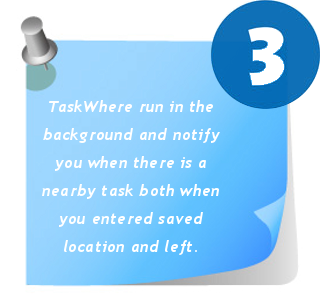 3
TaskWhere run in the
background and notify
you when there is a
nearby task both when
you entered saved
location and left.